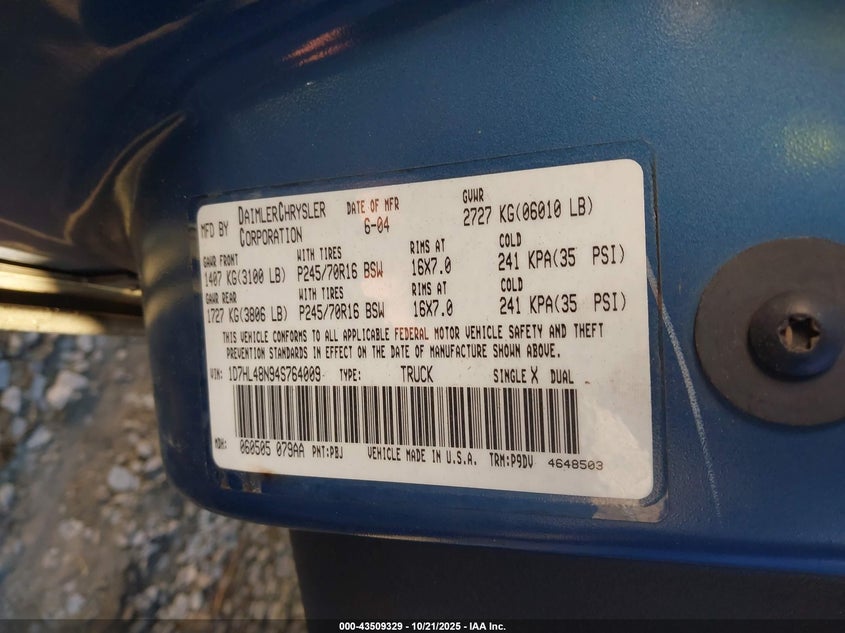 MFD BY DAIMLERCHRYSLER CORPORATION DATE OF MFR 6-04 GVWR 2727 KG(06010 LB)
GAWR FRONT WITH TIRES RIMS AT COLD
1407 KG(3100 LB) P245/70R16 BSW 16X7.0 241 KPA(35 PSI)
GAWR REAR WITH TIRES RIMS AT COLD
1727 KG(3806 LB) P245/70R16 BSW 16X7.0 241 KPA(35 PSI)
THIS VEHICLE CONFORMS TO ALL APPLICABLE FEDERAL MOTOR VEHICLE SAFETY AND THEFT
PREVENTION STANDARDS IN EFFECT ON THE DATE OF MANUFACTURE SHOWN ABOVE.
VIN: 1D7HL48N94S764009 TYPE: TRUCK SINGLE X DUAL
MDH: 060505 079AA PNT:PBJ VEHICLE MADE IN U.S.A. TRM:P9DV 4648503
000-43509329 - 10/21/2025 - IAA Inc.